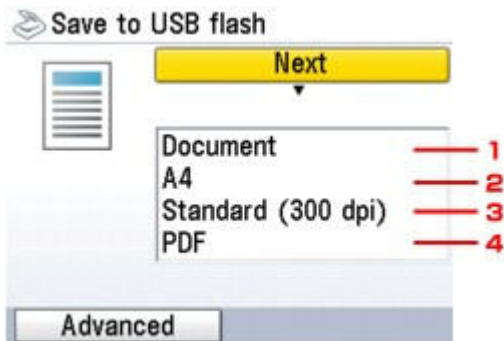 Save to USB flash
Next
Document 1
A4 2
Standard (300 dpi) 3
PDF 4
Advanced